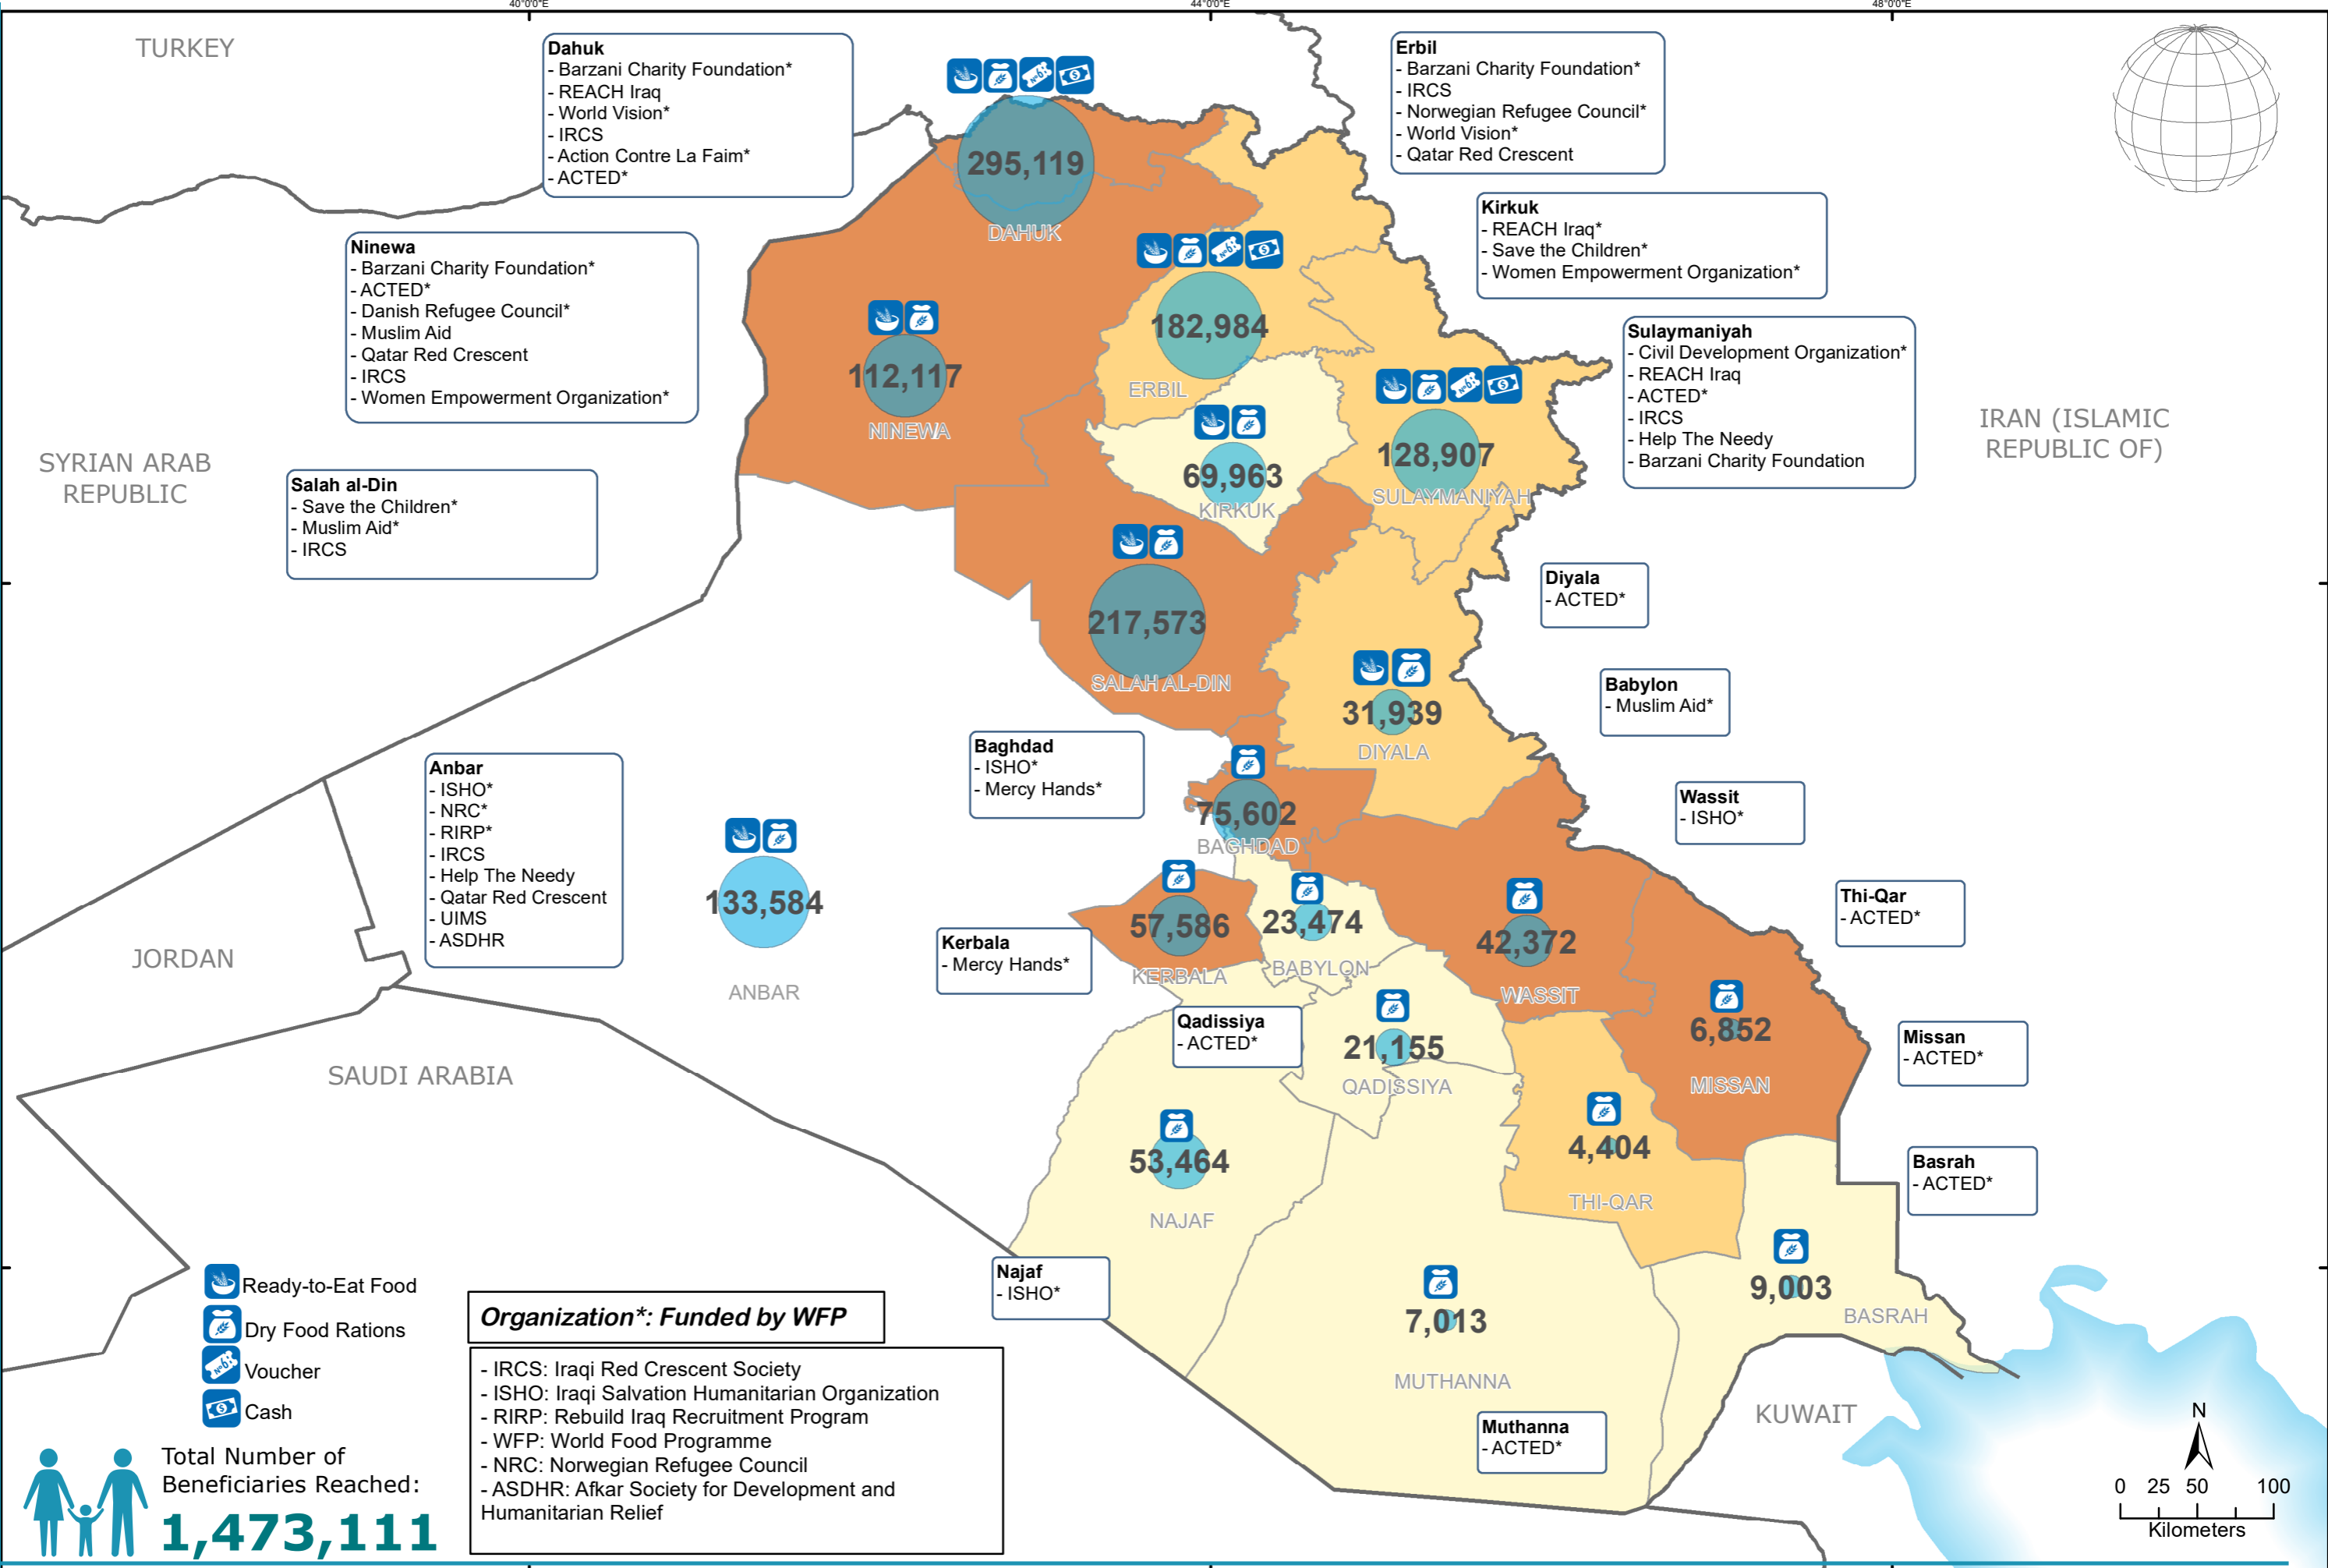 40°0'0"E
44°0'0"E
48°0'0"E
TURKEY
Dahuk
- Barzani Charity Foundation*
- REACH Iraq
- World Vision*
- IRCS
- Action Contre La Faim*
- ACTED*
Erbil
- Barzani Charity Foundation*
- IRCS
- Norwegian Refugee Council*
- World Vision*
- Qatar Red Crescent
295,119
DAHUK
Kirkuk
- REACH Iraq*
- Save the Children*
- Women Empowerment Organization*
Ninewa
- Barzani Charity Foundation*
- ACTED*
- Danish Refugee Council*
- Muslim Aid
- Qatar Red Crescent
- IRCS
- Women Empowerment Organization*
182,984
ERBIL
112,117
NINEWA
Sulaymaniyah
- Civil Development Organization*
- REACH Iraq
- ACTED*
- IRCS
- Help The Needy
- Barzani Charity Foundation
IRAN (ISLAMIC
REPUBLIC OF)
SYRIAN ARAB
REPUBLIC
69,963
KIRKUK
128,907
SULAYMANIYAH
Salah al-Din
- Save the Children*
- Muslim Aid*
- IRCS
217,573
SALAH AL-DIN
Diyala
- ACTED*
31,939
DIYALA
Babylon
- Muslim Aid*
Baghdad
- ISHO*
- Mercy Hands*
75,602
BAGHDAD
Wassit
- ISHO*
Anbar
- ISHO*
- NRC*
- RIRP*
- IRCS
- Help The Needy
- Qatar Red Crescent
- UIMS
- ASDHR
133,584
ANBAR
Kerbala
- Mercy Hands*
57,586
KERBALA
23,474
BABYLON
42,372
WASSIT
Thi-Qar
- ACTED*
JORDAN
SAUDI ARABIA
Qadissiya
- ACTED*
21,155
QADISSIYA
6,852
MISSAN
Missan
- ACTED*
53,464
NAJAF
4,404
THI-QAR
Basrah
- ACTED*
Najaf
- ISHO*
7,013
MUTHANNA
9,003
BASRAH
Muthanna
- ACTED*
KUWAIT
Ready-to-Eat Food
Dry Food Rations
Voucher
Cash
Organization*: Funded by WFP
- IRCS: Iraqi Red Crescent Society
- ISHO: Iraqi Salvation Humanitarian Organization
- RIRP: Rebuild Iraq Recruitment Program
- WFP: World Food Programme
- NRC: Norwegian Refugee Council
- ASDHR: Afkar Society for Development and
Humanitarian Relief
Total Number of
Beneficiaries Reached:
1,473,111
N
0 25 50 100
Kilometers